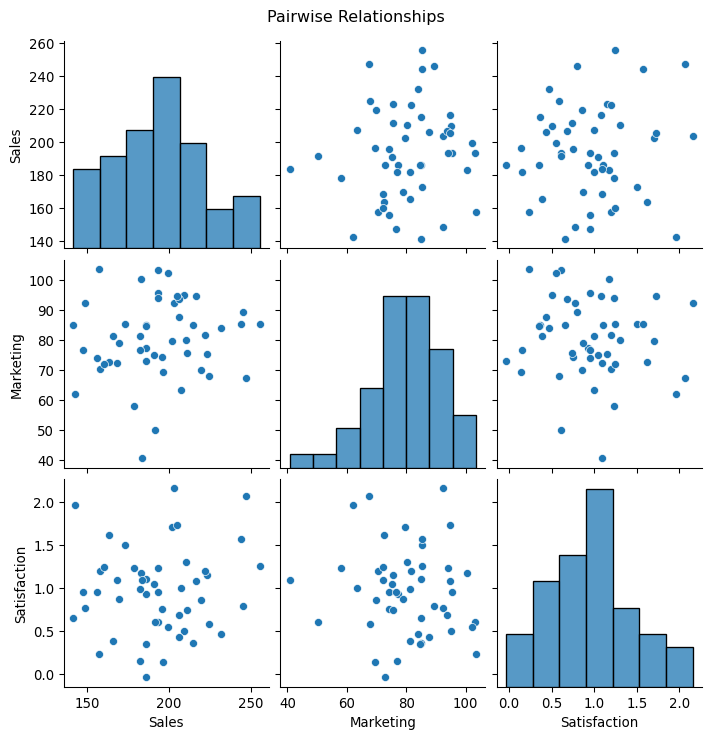 Pairwise Relationships
Sales
260
240
220
200
180
160
140
Marketing
100
90
80
70
60
50
40
Satisfaction
2.0
1.5
1.0
0.5
0.0
150 200 250
Sales
40 60 80 100
Marketing
0.0 0.5 1.0 1.5 2.0
Satisfaction